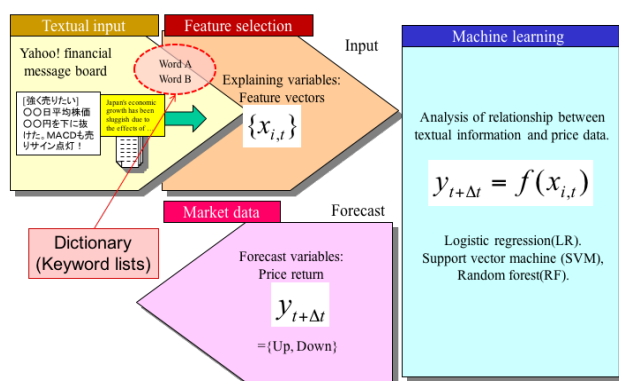 Textual input
Yahoo! financial
message board
[強く売りたい]
〇〇日平均株価
〇〇円を下に抜
けた。MACDも売
りサイン点灯！
Japan's economic
growth has been
sluggish due to
the effects of ...
Feature selection
Word A
Word B
Explaining variables:
Feature vectors
{x_{i,t}}
Input
Dictionary
(Keyword lists)
Market data
Forecast
Forecast variables:
Price return
y_{t+Δt}
={Up, Down}
Machine learning
Analysis of relationship between
textual information and price data.
y_{t+Δt} = f(x_{i,t})
Logistic regression(LR).
Support vector machine (SVM),
Random forest(RF).